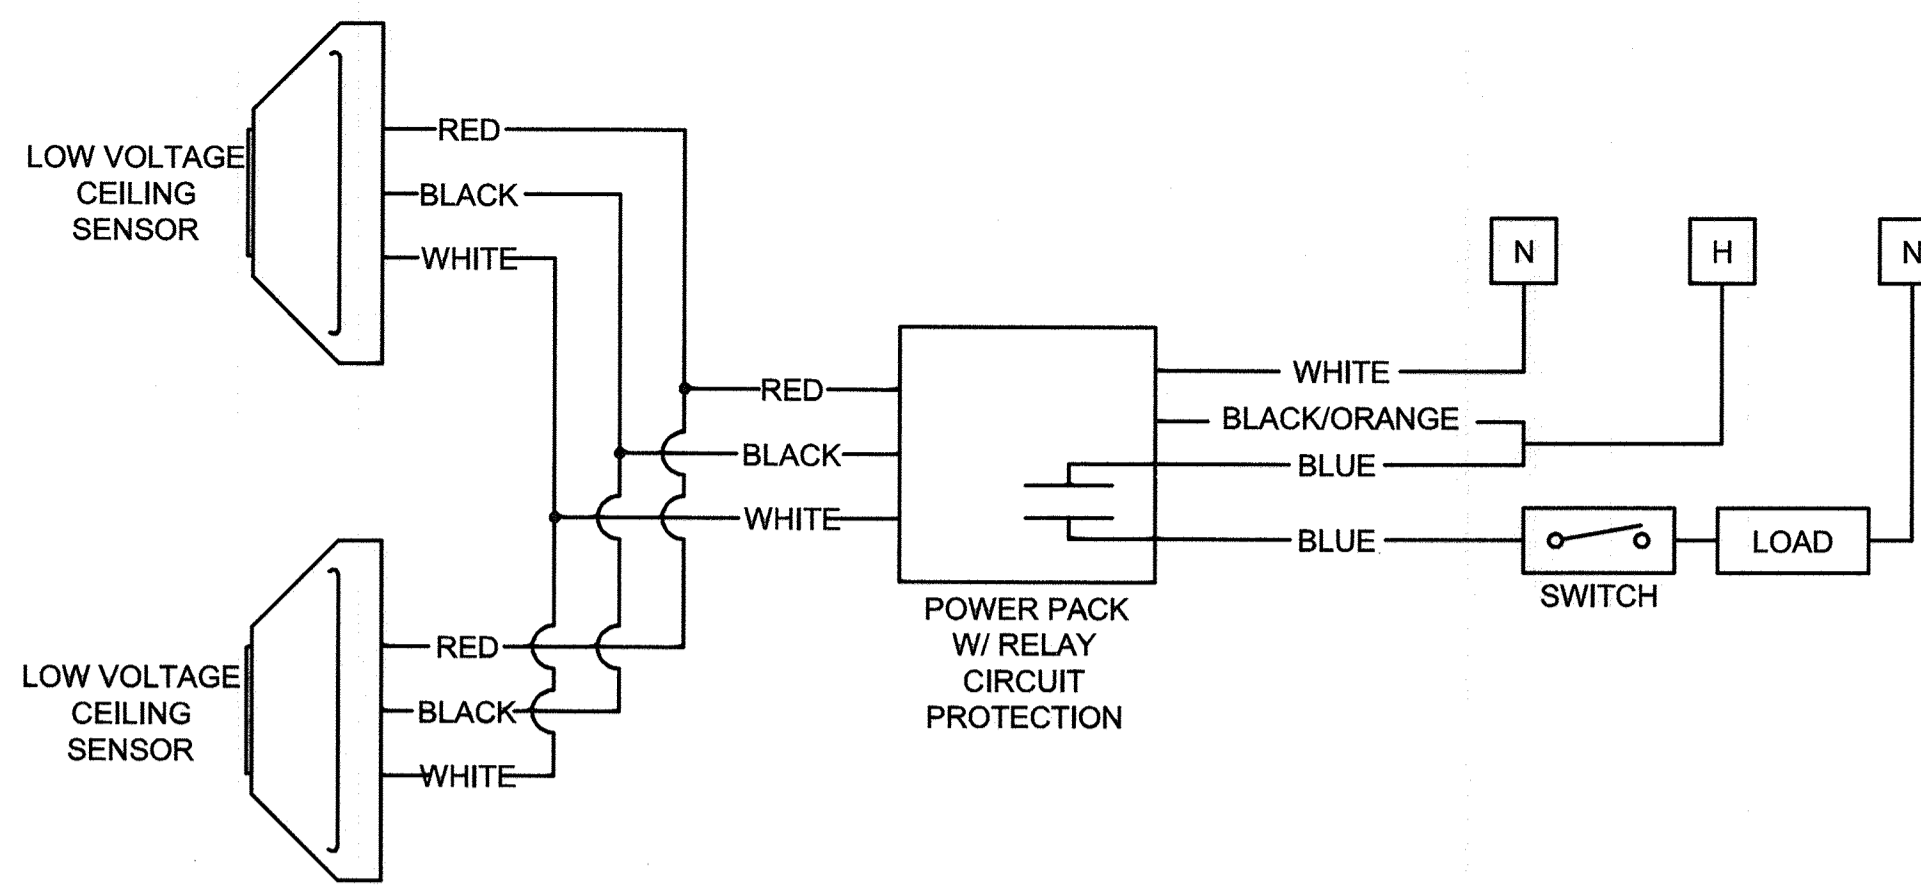 RED
LOW VOLTAGE
CEILING
SENSOR
BLACK
WHITE
N
H
N
WHITE
RED
BLACK/ORANGE
BLACK
BLUE
WHITE
BLUE
LOAD
SWITCH
POWER PACK
W/ RELAY
CIRCUIT
PROTECTION
RED
LOW VOLTAGE
CEILING
SENSOR
BLACK
WHITE